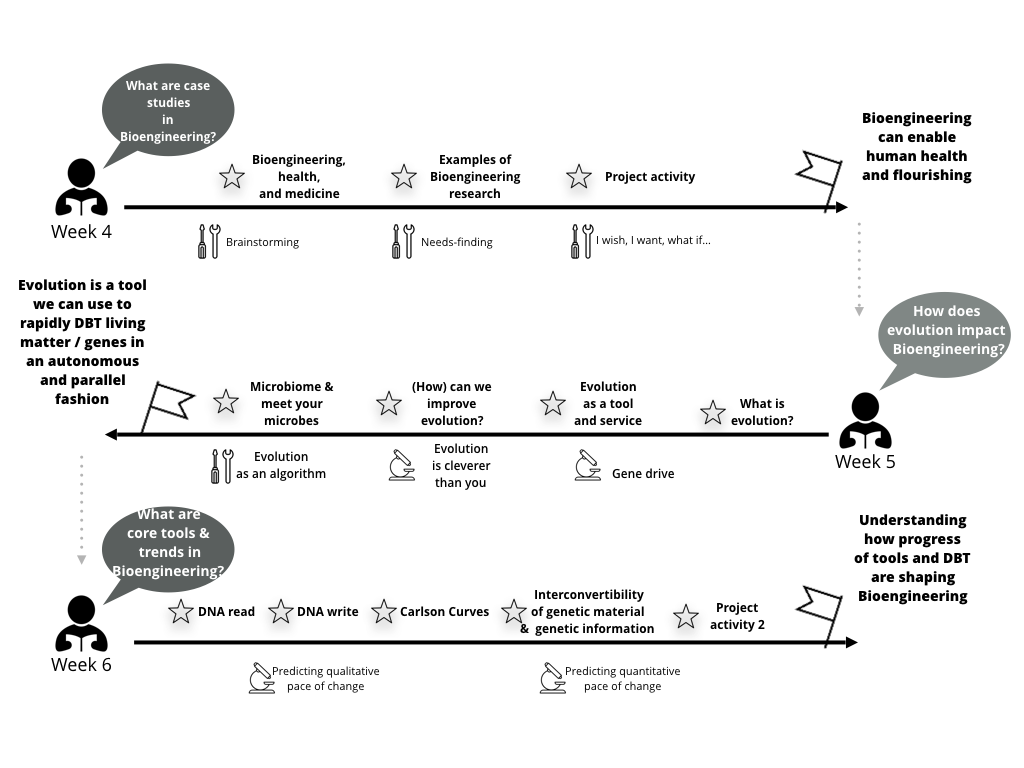 What are case
studies
in
Bioengineering?
Bioengineering
can enable
human health
and flourishing
Bioengineering,
health,
and medicine
Examples of
Bioengineering
research
Project activity
Week 4
Brainstorming
Needs-finding
I wish, I want, what if...
Evolution is a tool
we can use to
rapidly DBT living
matter / genes in
an autonomous
and parallel
fashion
How does
evolution impact
Bioengineering?
Microbiome &
meet your
microbes
(How) can we
improve
evolution?
Evolution
as a tool
and service
What is
evolution?
Week 5
Evolution
as an algorithm
Evolution
is cleverer
than you
Gene drive
What are
core tools &
trends in
Bioengineering?
Understanding
how progress
of tools and DBT
are shaping
Bioengineering
DNA read
DNA write
Carlson Curves
Interconvertibility
of genetic material
& genetic information
Project
activity 2
Week 6
Predicting qualitative
pace of change
Predicting quantitative
pace of change